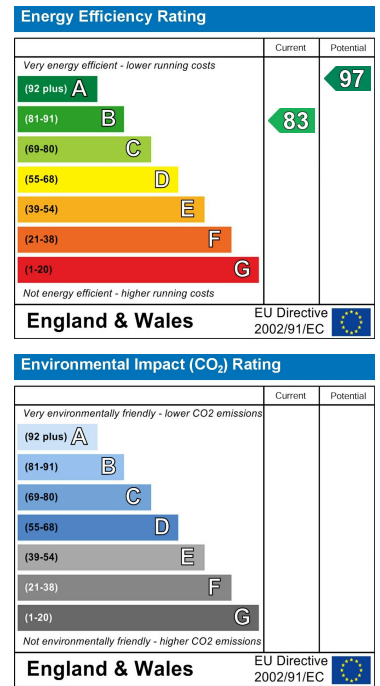 Energy Efficiency Rating
Current Potential
Very energy efficient - lower running costs
(92 plus) A
97
(81-91) B
83
(69-80) C
(55-68) D
(39-54) E
(21-38) F
(1-20) G
Not energy efficient - higher running costs
England & Wales
EU Directive
2002/91/EC
Environmental Impact (CO₂) Rating
Current Potential
Very environmentally friendly - lower CO2 emissions
(92 plus) A
(81-91) B
(69-80) C
(55-68) D
(39-54) E
(21-38) F
(1-20) G
Not environmentally friendly - higher CO2 emissions
England & Wales
EU Directive
2002/91/EC